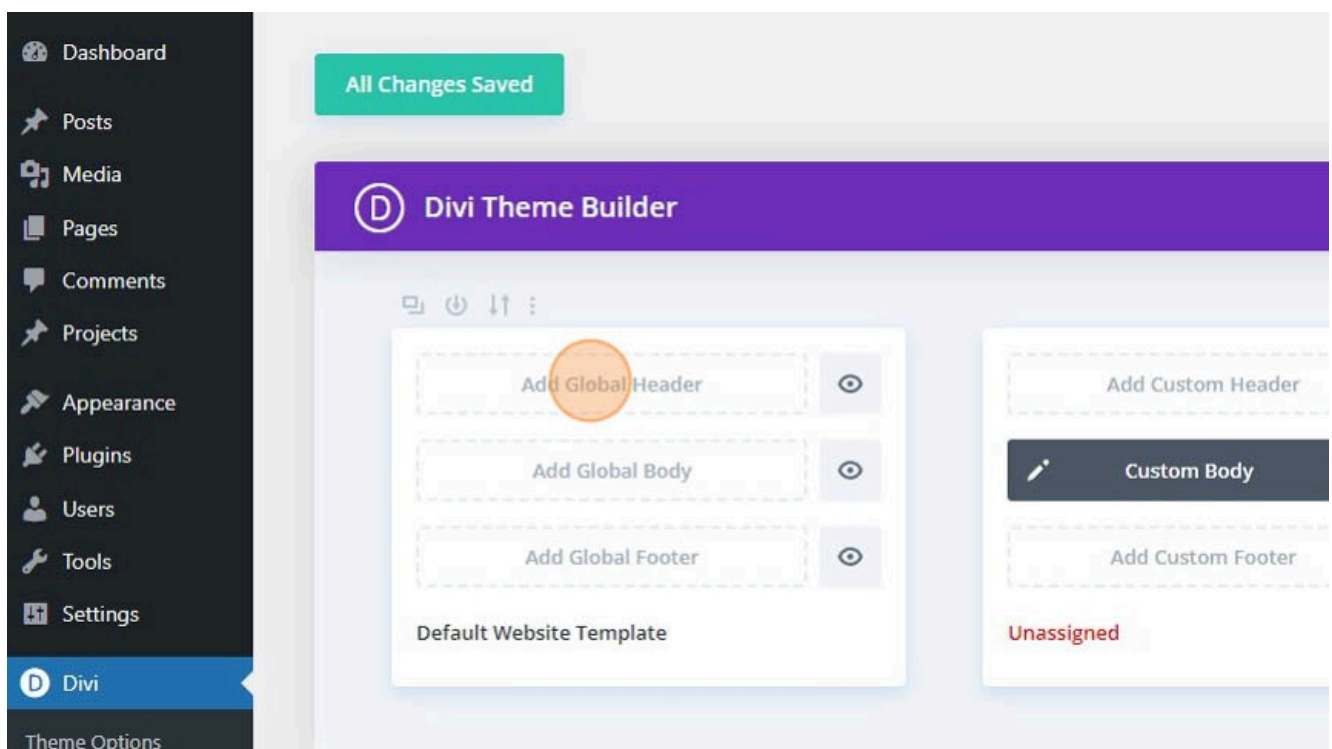 Dashboard
Posts
Media
Pages
Comments
Projects
Appearance
Plugins
Users
Tools
Settings
Divi
Theme Options
All Changes Saved
Divi Theme Builder
Add Global Header
Add Global Body
Add Global Footer
Default Website Template
Add Custom Header
Custom Body
Add Custom Footer
Unassigned